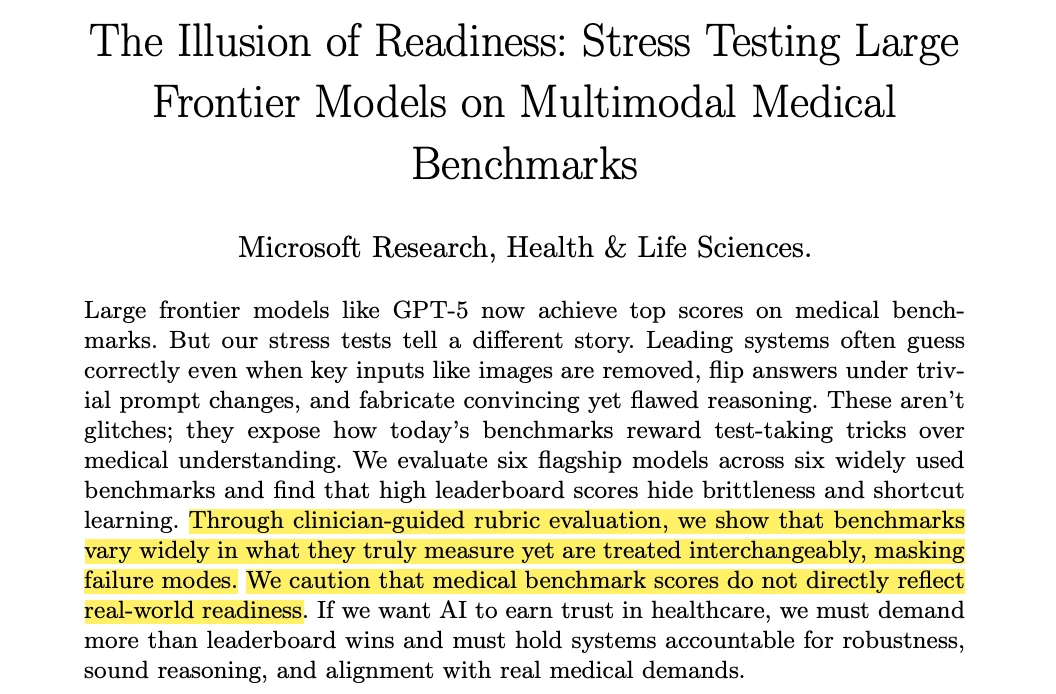 The Illusion of Readiness: Stress Testing Large
Frontier Models on Multimodal Medical
Benchmarks
Microsoft Research, Health & Life Sciences.
Large frontier models like GPT-5 now achieve top scores on medical bench-
marks. But our stress tests tell a different story. Leading systems often guess
correctly even when key inputs like images are removed, flip answers under triv-
ial prompt changes, and fabricate convincing yet flawed reasoning. These aren’t
glitches; they expose how today’s benchmarks reward test-taking tricks over
medical understanding. We evaluate six flagship models across six widely used
benchmarks and find that high leaderboard scores hide brittleness and shortcut
learning. Through clinician-guided rubric evaluation, we show that benchmarks
vary widely in what they truly measure yet are treated interchangeably, masking
failure modes. We caution that medical benchmark scores do not directly reflect
real-world readiness. If we want AI to earn trust in healthcare, we must demand
more than leaderboard wins and must hold systems accountable for robustness,
sound reasoning, and alignment with real medical demands.